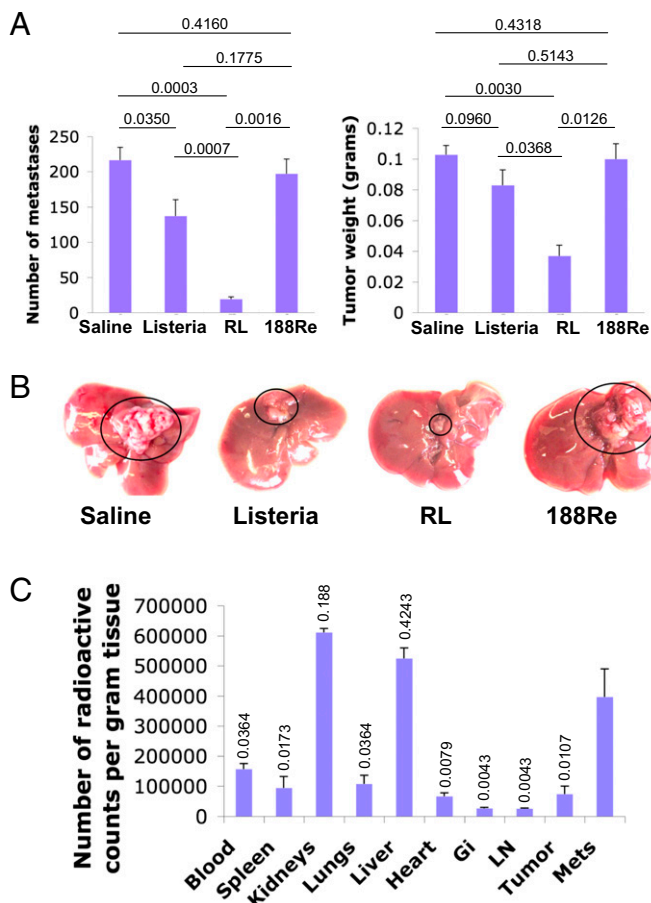 A
0.4160
0.1775
0.0003
0.0350
0.0016
0.0007
Number of metastases
250
200
150
100
50
0
Saline Listeria RL 188Re
0.4318
0.5143
0.0030
0.0960
0.0126
0.0368
Tumor weight (grams)
0.12
0.1
0.08
0.06
0.04
0.02
0
Saline Listeria RL 188Re
B
Saline Listeria RL 188Re
C
Number of radioactive
counts per gram tissue
700000
600000
500000
400000
300000
200000
100000
0
0.0364
0.0173
0.188
0.0364
0.4243
0.0079
0.0043
0.0043
0.0107
Blood
Spleen
Kidneys
Lungs
Liver
Heart
Gi
LN
Tumor
Mets